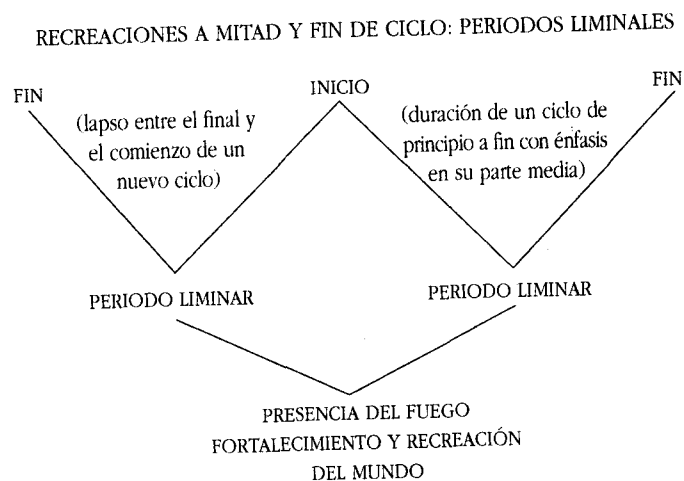 RECREACIONES A MITAD Y FIN DE CICLO: PERIODOS LIMINALES
FIN
INICIO
FIN
(lapso entre el final y
el comienzo de un
nuevo ciclo)
(duración de un ciclo de
principio a fin con énfasis
en su parte media)
PERIODO LIMINAR
PERIODO LIMINAR
PRESENCIA DEL FUEGO
FORTALECIMIENTO Y RECREACIÓN
DEL MUNDO